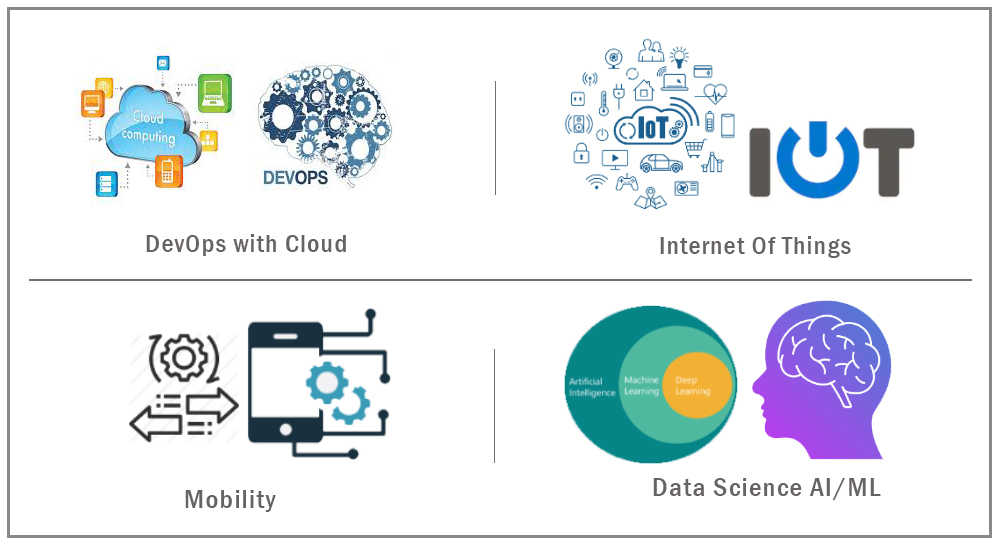 Cloud
computing
DEVOPS
DevOps with Cloud
IoT
IOT
Internet Of Things
Mobility
Artificial
Intelligence
Machine
Learning
Deep
Learning
Data Science AI/ML